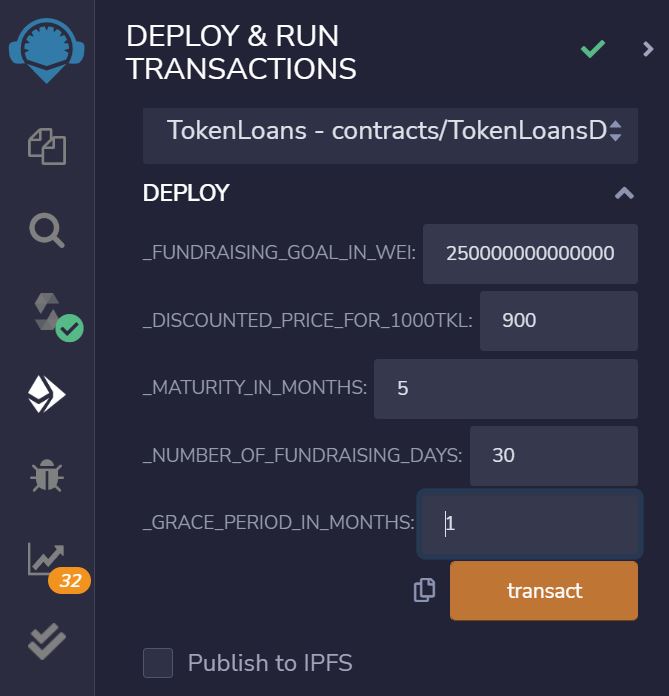 DEPLOY & RUN
TRANSACTIONS
TokenLoans - contracts/TokenLoansD
DEPLOY
_FUNDRAISING_GOAL_IN_WEI: 250000000000000
_DISCOUNTED_PRICE_FOR_1000TKL: 900
_MATURITY_IN_MONTHS: 5
_NUMBER_OF_FUNDRAISING_DAYS: 30
_GRACE_PERIOD_IN_MONTHS: 1
32
transact
Publish to IPFS